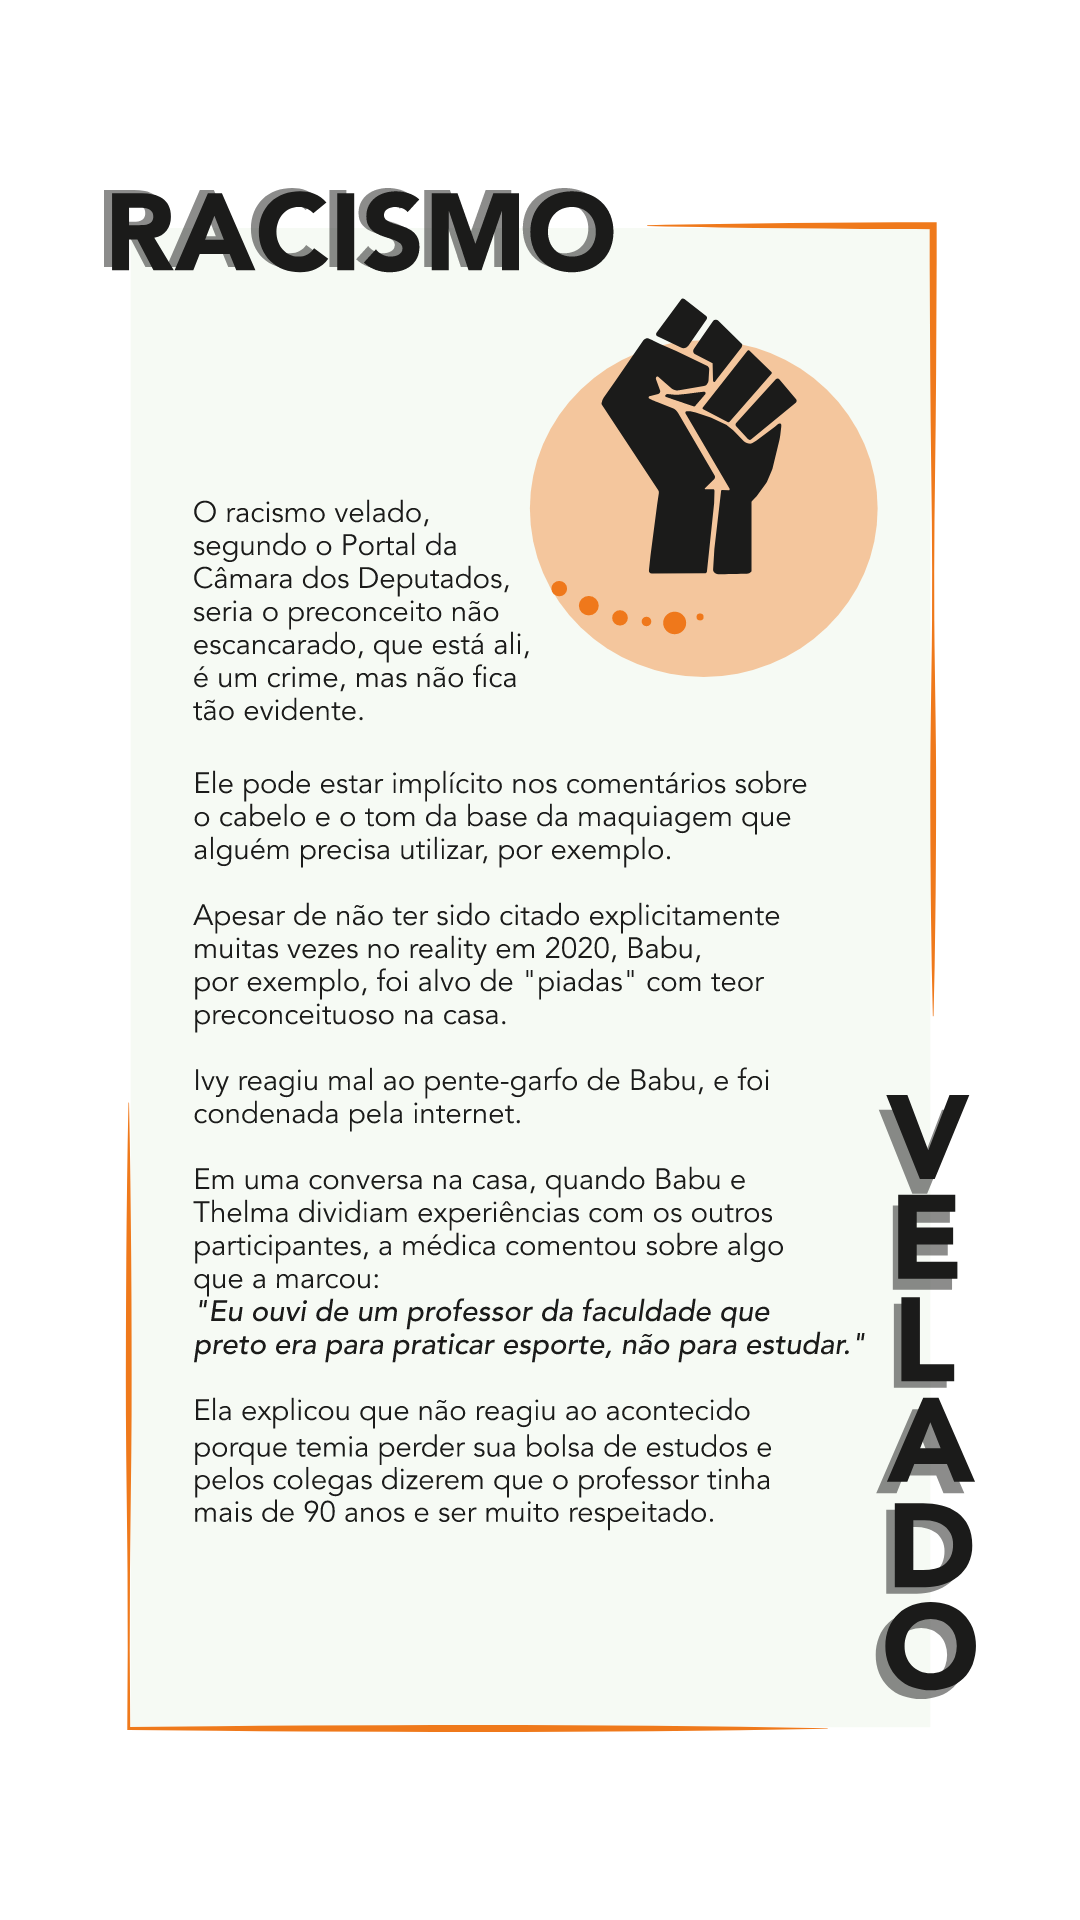 RACISMO
O racismo velado,
segundo o Portal da
Câmara dos Deputados,
seria o preconceito não
escancarado, que está ali,
é um crime, mas não fica
tão evidente.
Ele pode estar implícito nos comentários sobre
o cabelo e o tom da base da maquiagem que
alguém precisa utilizar, por exemplo.
Apesar de não ter sido citado explicitamente
muitas vezes no reality em 2020, Babu,
por exemplo, foi alvo de "piadas" com teor
preconceituoso na casa.
Ivy reagiu mal ao pente-garfo de Babu, e foi
condenada pela internet.
Em uma conversa na casa, quando Babu e
Thelma dividiam experiências com os outros
participantes, a médica comentou sobre algo
que a marcou:
"Eu ouvi de um professor da faculdade que
preto era para praticar esporte, não para estudar."
Ela explicou que não reagiu ao acontecido
porque temia perder sua bolsa de estudos e
pelos colegas dizerem que o professor tinha
mais de 90 anos e ser muito respeitado.
VELADO